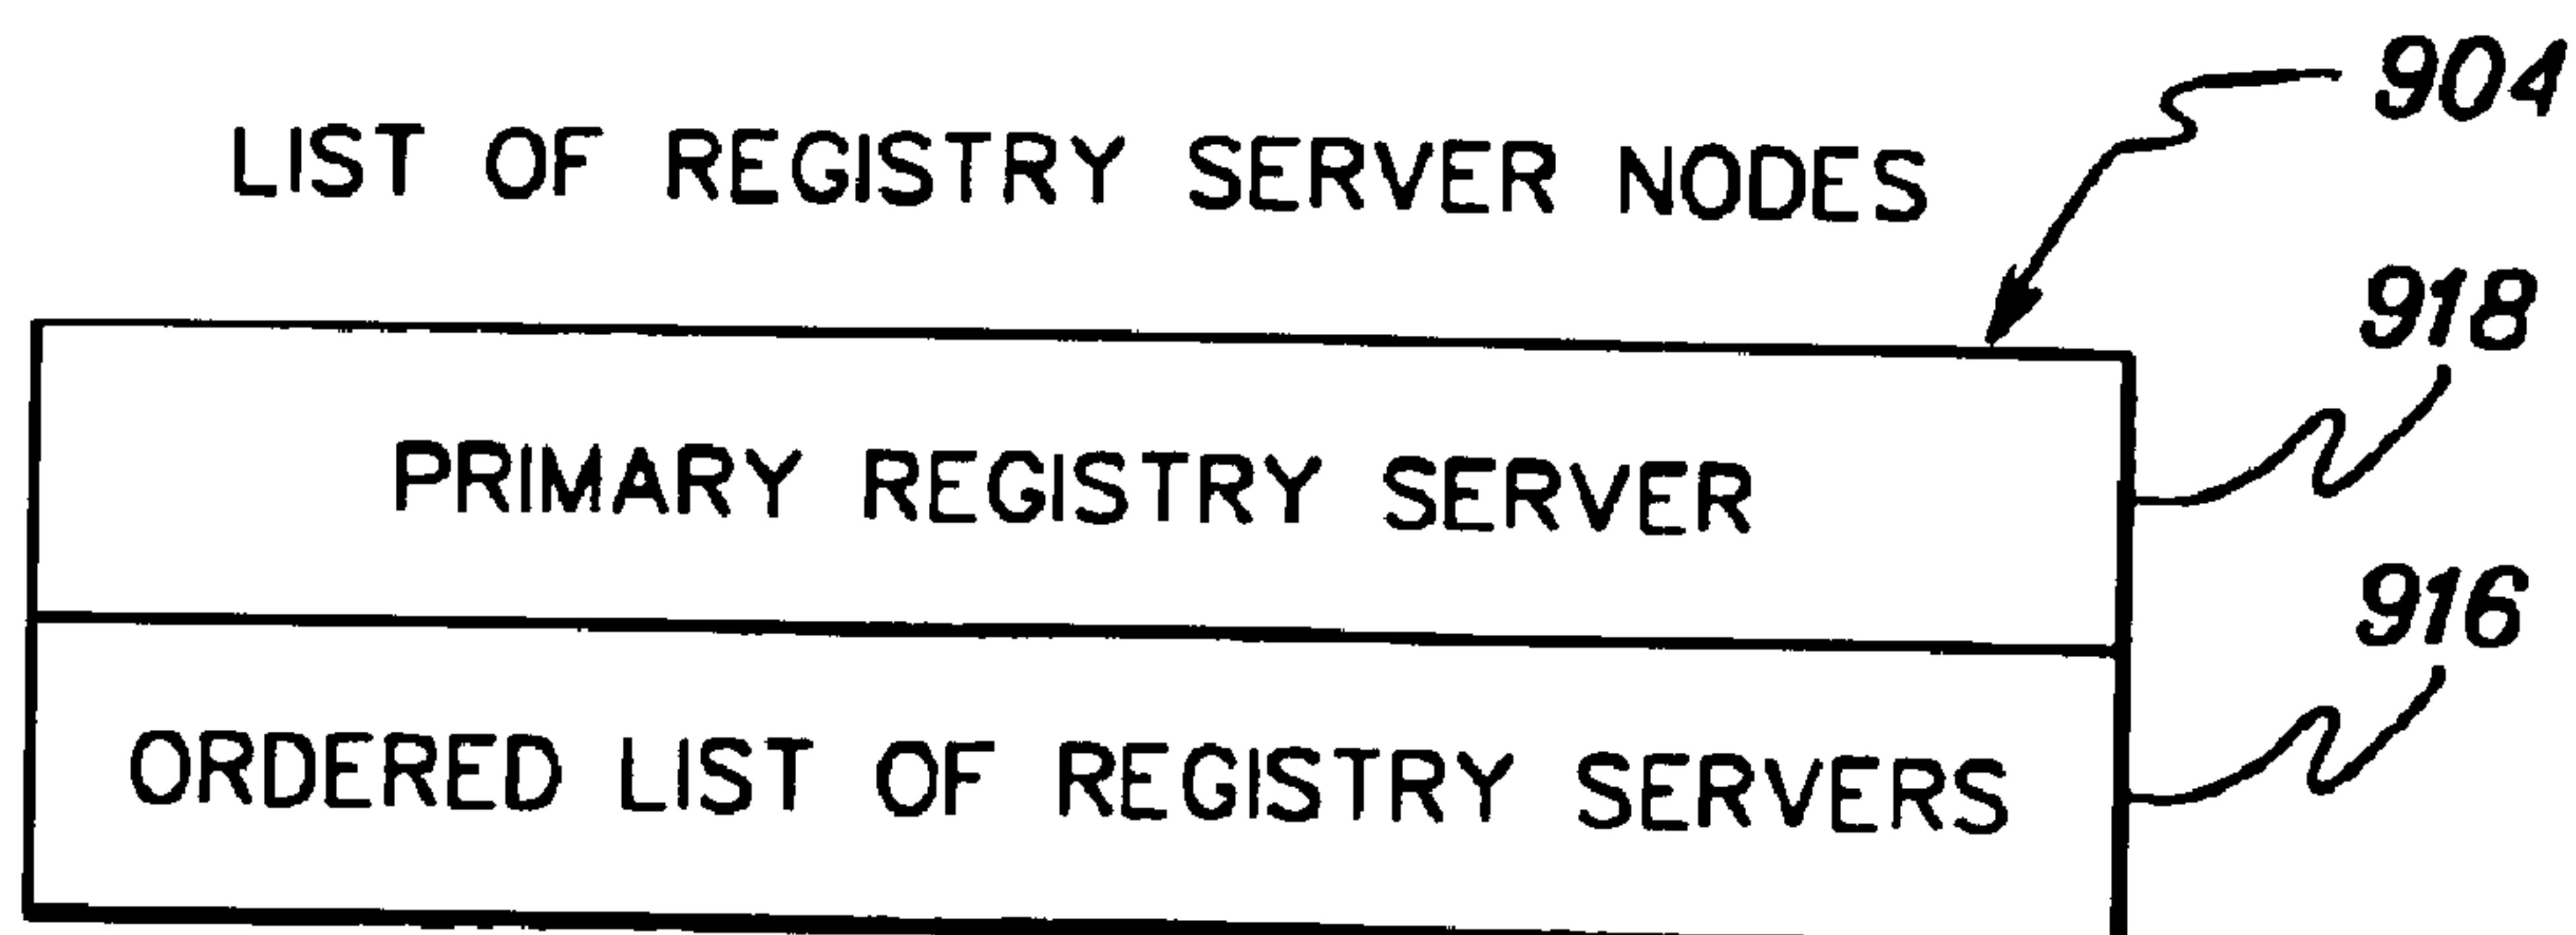 904
LIST OF REGISTRY SERVER NODES
918
PRIMARY REGISTRY SERVER
916
ORDERED LIST OF REGISTRY SERVERS